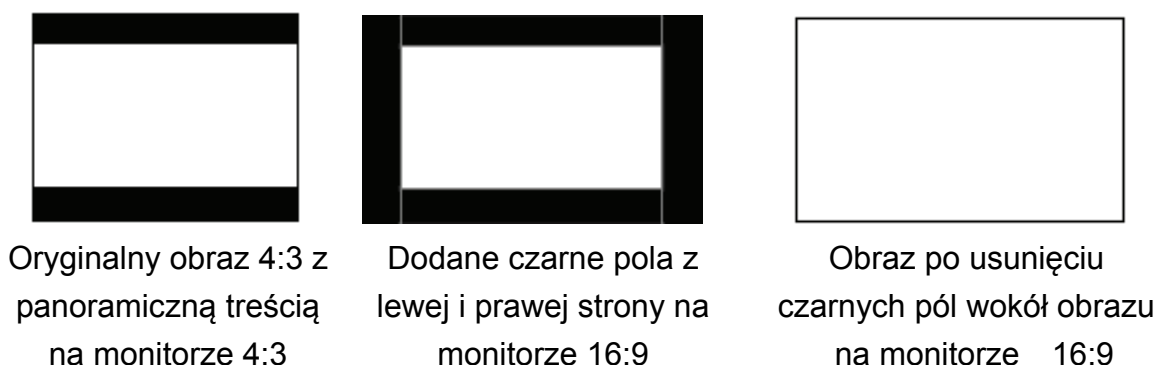 Oryginalny obraz 4:3 z
panoramiczną treścią
na monitorze 4:3
Dodane czarne pola z
lewej i prawej strony na
monitorze 16:9
Obraz po usunięciu
czarnych pól wokół obrazu
na monitorze 16:9